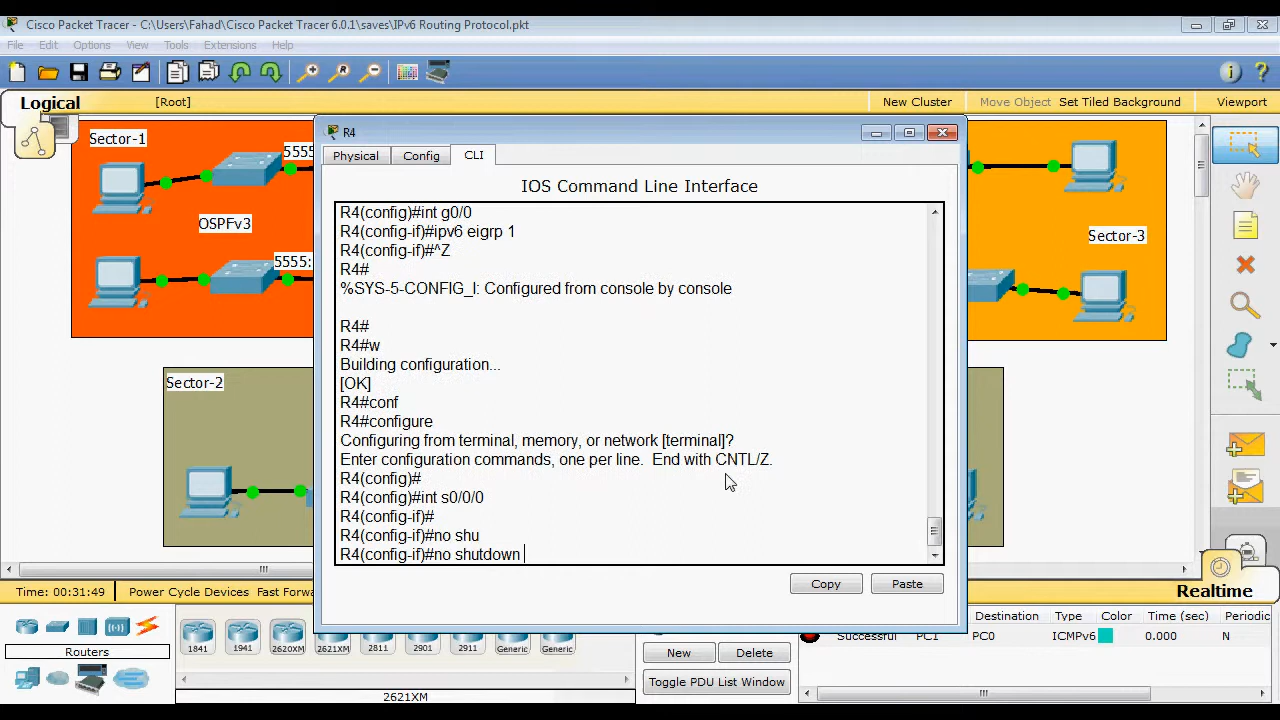 Cisco Packet Tracer - C:\Users\Fahad\Cisco Packet Tracer 6.0.1\saves\IPv6 Routing Protocol.pkt
File Edit Options View Tools Extensions Help
Logical [Root] New Cluster Move Object Set Tiled Background Viewport
Sector-1
5555
OSPFv3
5555:
Sector-2
Sector-3
R4
Physical Config CLI
IOS Command Line Interface
R4(config)#int g0/0
R4(config-if)#ipv6 eigrp 1
R4(config-if)#^Z
R4#
%SYS-5-CONFIG_I: Configured from console by console
R4#
R4#w
Building configuration...
[OK]
R4#conf
R4#configure
Configuring from terminal, memory, or network [terminal]?
Enter configuration commands, one per line.  End with CNTL/Z.
R4(config)#
R4(config)#int s0/0/0
R4(config-if)#
R4(config-if)#no shu
R4(config-if)#no shutdown
Copy Paste
Time: 00:31:49 Power Cycle Devices Fast Forwa
Realtime
Routers
1841 1941 2620XM 2621XM 2811 2901 2911 Generic Generic
2621XM
New Delete
Toggle PDU List Window
Destination Type Color Time (sec) Periodic
Successful PC1 PC0 ICMPv6 0.000 N